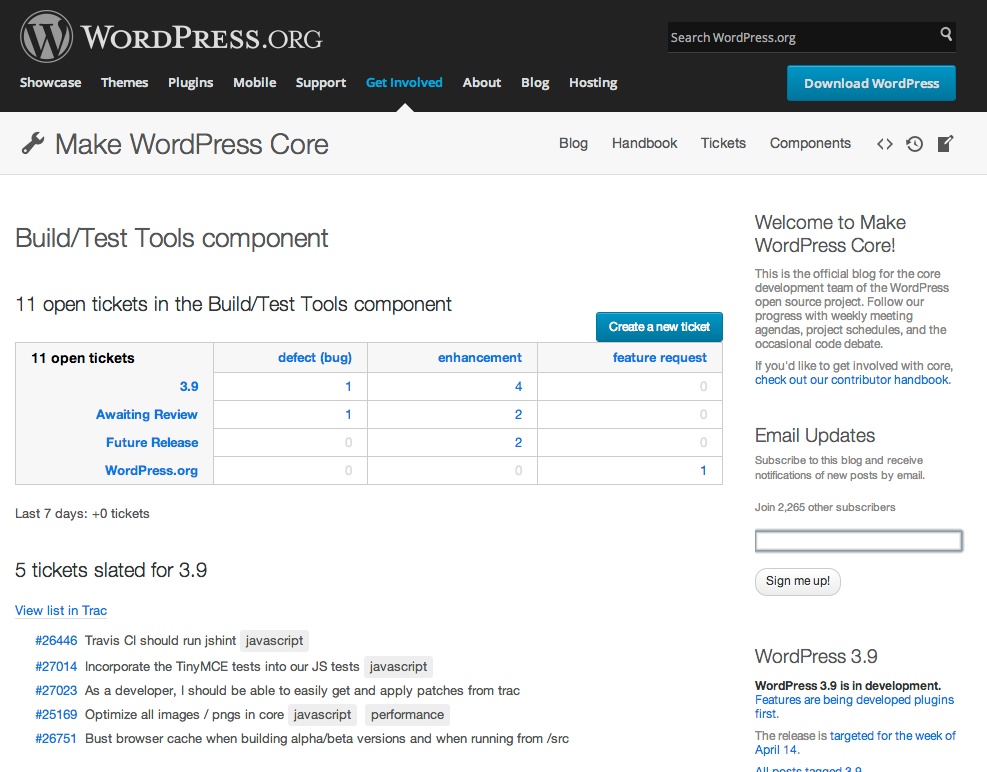 WORDPRESS.ORG
Search WordPress.org
Showcase Themes Plugins Mobile Support Get Involved About Blog Hosting
Download WordPress
Make WordPress Core
Blog Handbook Tickets Components
Build/Test Tools component
11 open tickets in the Build/Test Tools component
Create a new ticket
11 open tickets defect (bug) enhancement feature request
3.9 1 4 0
Awaiting Review 1 2 0
Future Release 0 2 0
WordPress.org 0 0 1
Last 7 days: +0 tickets
5 tickets slated for 3.9
View list in Trac
#26446 Travis CI should run jshint javascript
#27014 Incorporate the TinyMCE tests into our JS tests javascript
#27023 As a developer, I should be able to easily get and apply patches from trac
#25169 Optimize all images / pngs in core javascript performance
#26751 Bust browser cache when building alpha/beta versions and when running from /src
Welcome to Make
WordPress Core!
This is the official blog for the core
development team of the WordPress
open source project. Follow our
progress with weekly meeting
agendas, project schedules, and the
occasional code debate.
If you'd like to get involved with core,
check out our contributor handbook.
Email Updates
Subscribe to this blog and receive
notifications of new posts by email.
Join 2,265 other subscribers
Sign me up!
WordPress 3.9
WordPress 3.9 is in development.
Features are being developed plugins
first.
The release is targeted for the week of
April 14.
All posts tagged 3.9